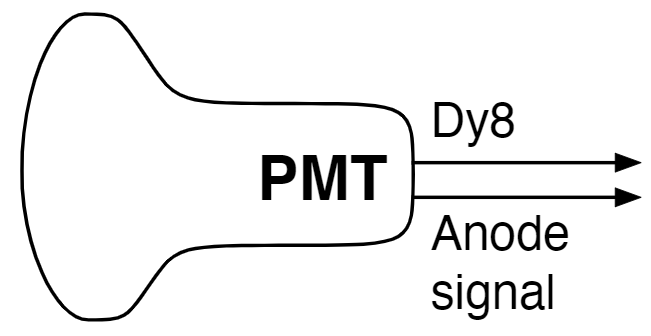 Dy8
PMT
Anode
signal